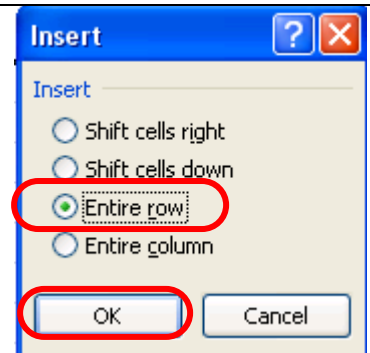 Insert
?
Insert
Shift cells right
Shift cells down
Entire row
Entire column
OK Cancel